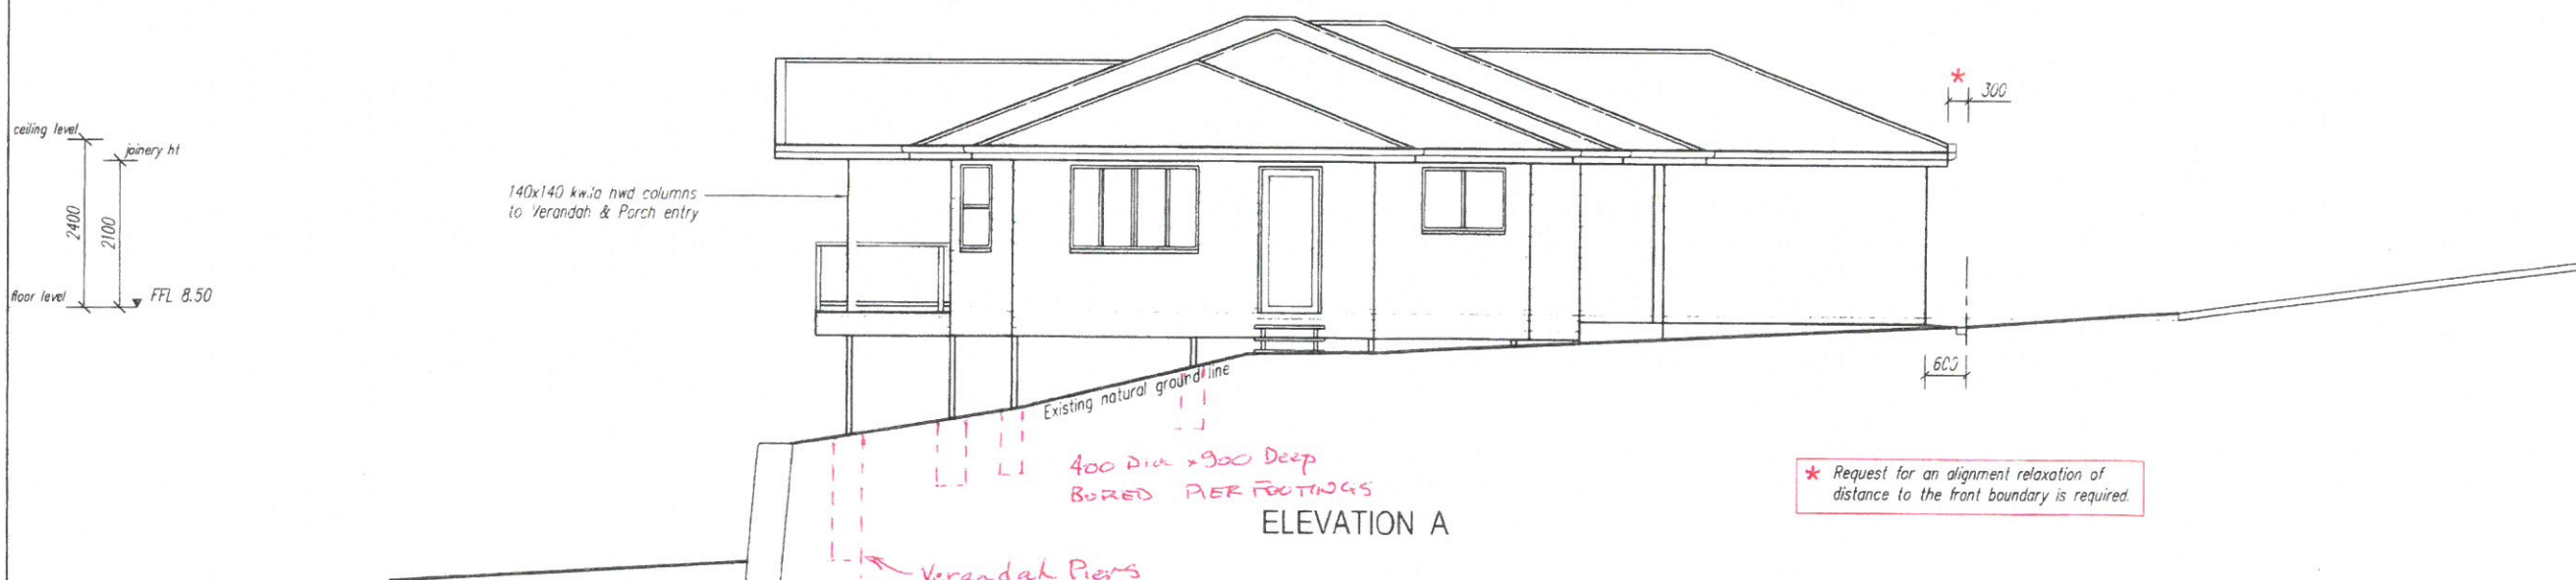 *
300
ceiling level
joinery ht
140x140 kwila hwd columns
to Verandah & Porch entry
2400
2100
floor level
FFL 8.50
600
Existing natural ground line
400 Dia x 900 Deep
BORED PIER FOOTINGS
* Request for an alignment relaxation of
distance to the front boundary is required.
ELEVATION A
Verandah Piers